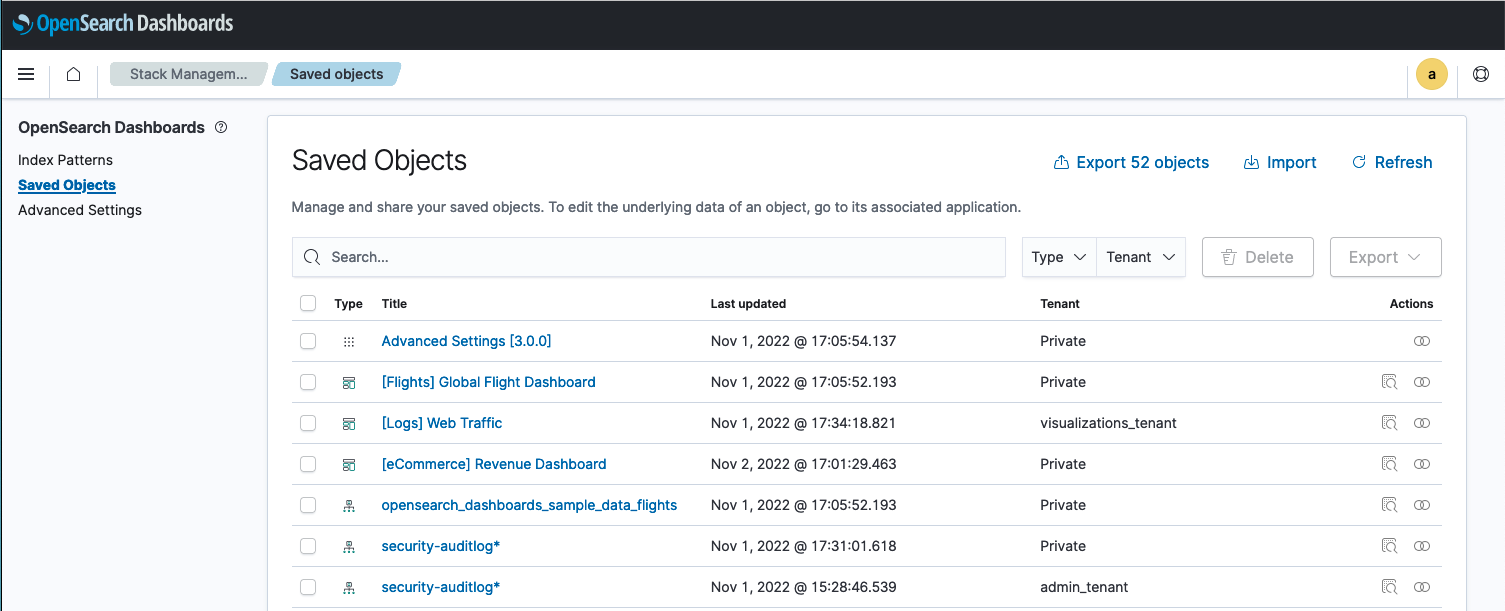 OpenSearch Dashboards
Stack Managem... Saved objects a
OpenSearch Dashboards
Index Patterns
Saved Objects
Advanced Settings
Saved Objects Export 52 objects Import Refresh
Manage and share your saved objects. To edit the underlying data of an object, go to its associated application.
Search... Type Tenant Delete Export
Type Title Last updated Tenant Actions
Advanced Settings [3.0.0] Nov 1, 2022 @ 17:05:54.137 Private
[Flights] Global Flight Dashboard Nov 1, 2022 @ 17:05:52.193 Private
[Logs] Web Traffic Nov 1, 2022 @ 17:34:18.821 visualizations_tenant
[eCommerce] Revenue Dashboard Nov 2, 2022 @ 17:01:29.463 Private
opensearch_dashboards_sample_data_flights Nov 1, 2022 @ 17:05:52.193 Private
security-auditlog* Nov 1, 2022 @ 17:31:01.618 Private
security-auditlog* Nov 1, 2022 @ 15:28:46.539 admin_tenant